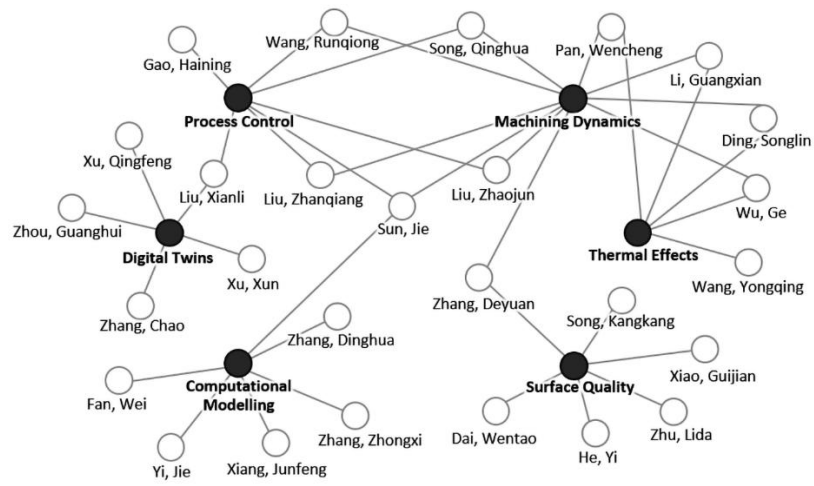 Wang, Runqiong
Song, Qinghua
Pan, Wencheng
Gao, Haining
Li, Guangxian
Process Control
Machining Dynamics
Ding, Songlin
Xu, Qingfeng
Liu, Xianli
Liu, Zhanqiang
Liu, Zhaojun
Wu, Ge
Sun, Jie
Zhou, Guanghui
Digital Twins
Thermal Effects
Xu, Xun
Wang, Yongqing
Zhang, Chao
Zhang, Deyuan
Song, Kangkang
Zhang, Dinghua
Xiao, Guijian
Computational
Modelling
Surface Quality
Fan, Wei
Zhang, Zhongxi
Dai, Wentao
Zhu, Lida
He, Yi
Yi, Jie
Xiang, Junfeng